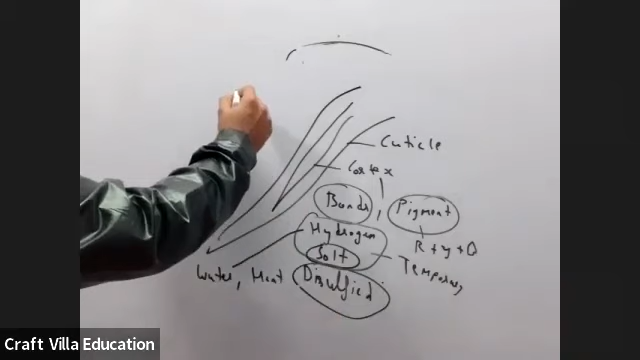 Cuticle
Cortex
Bonds, Pigment
Hydrogen
R + Y + B
Salt
Temporary
Water, Heat
Disulfied
Craft Villa Education